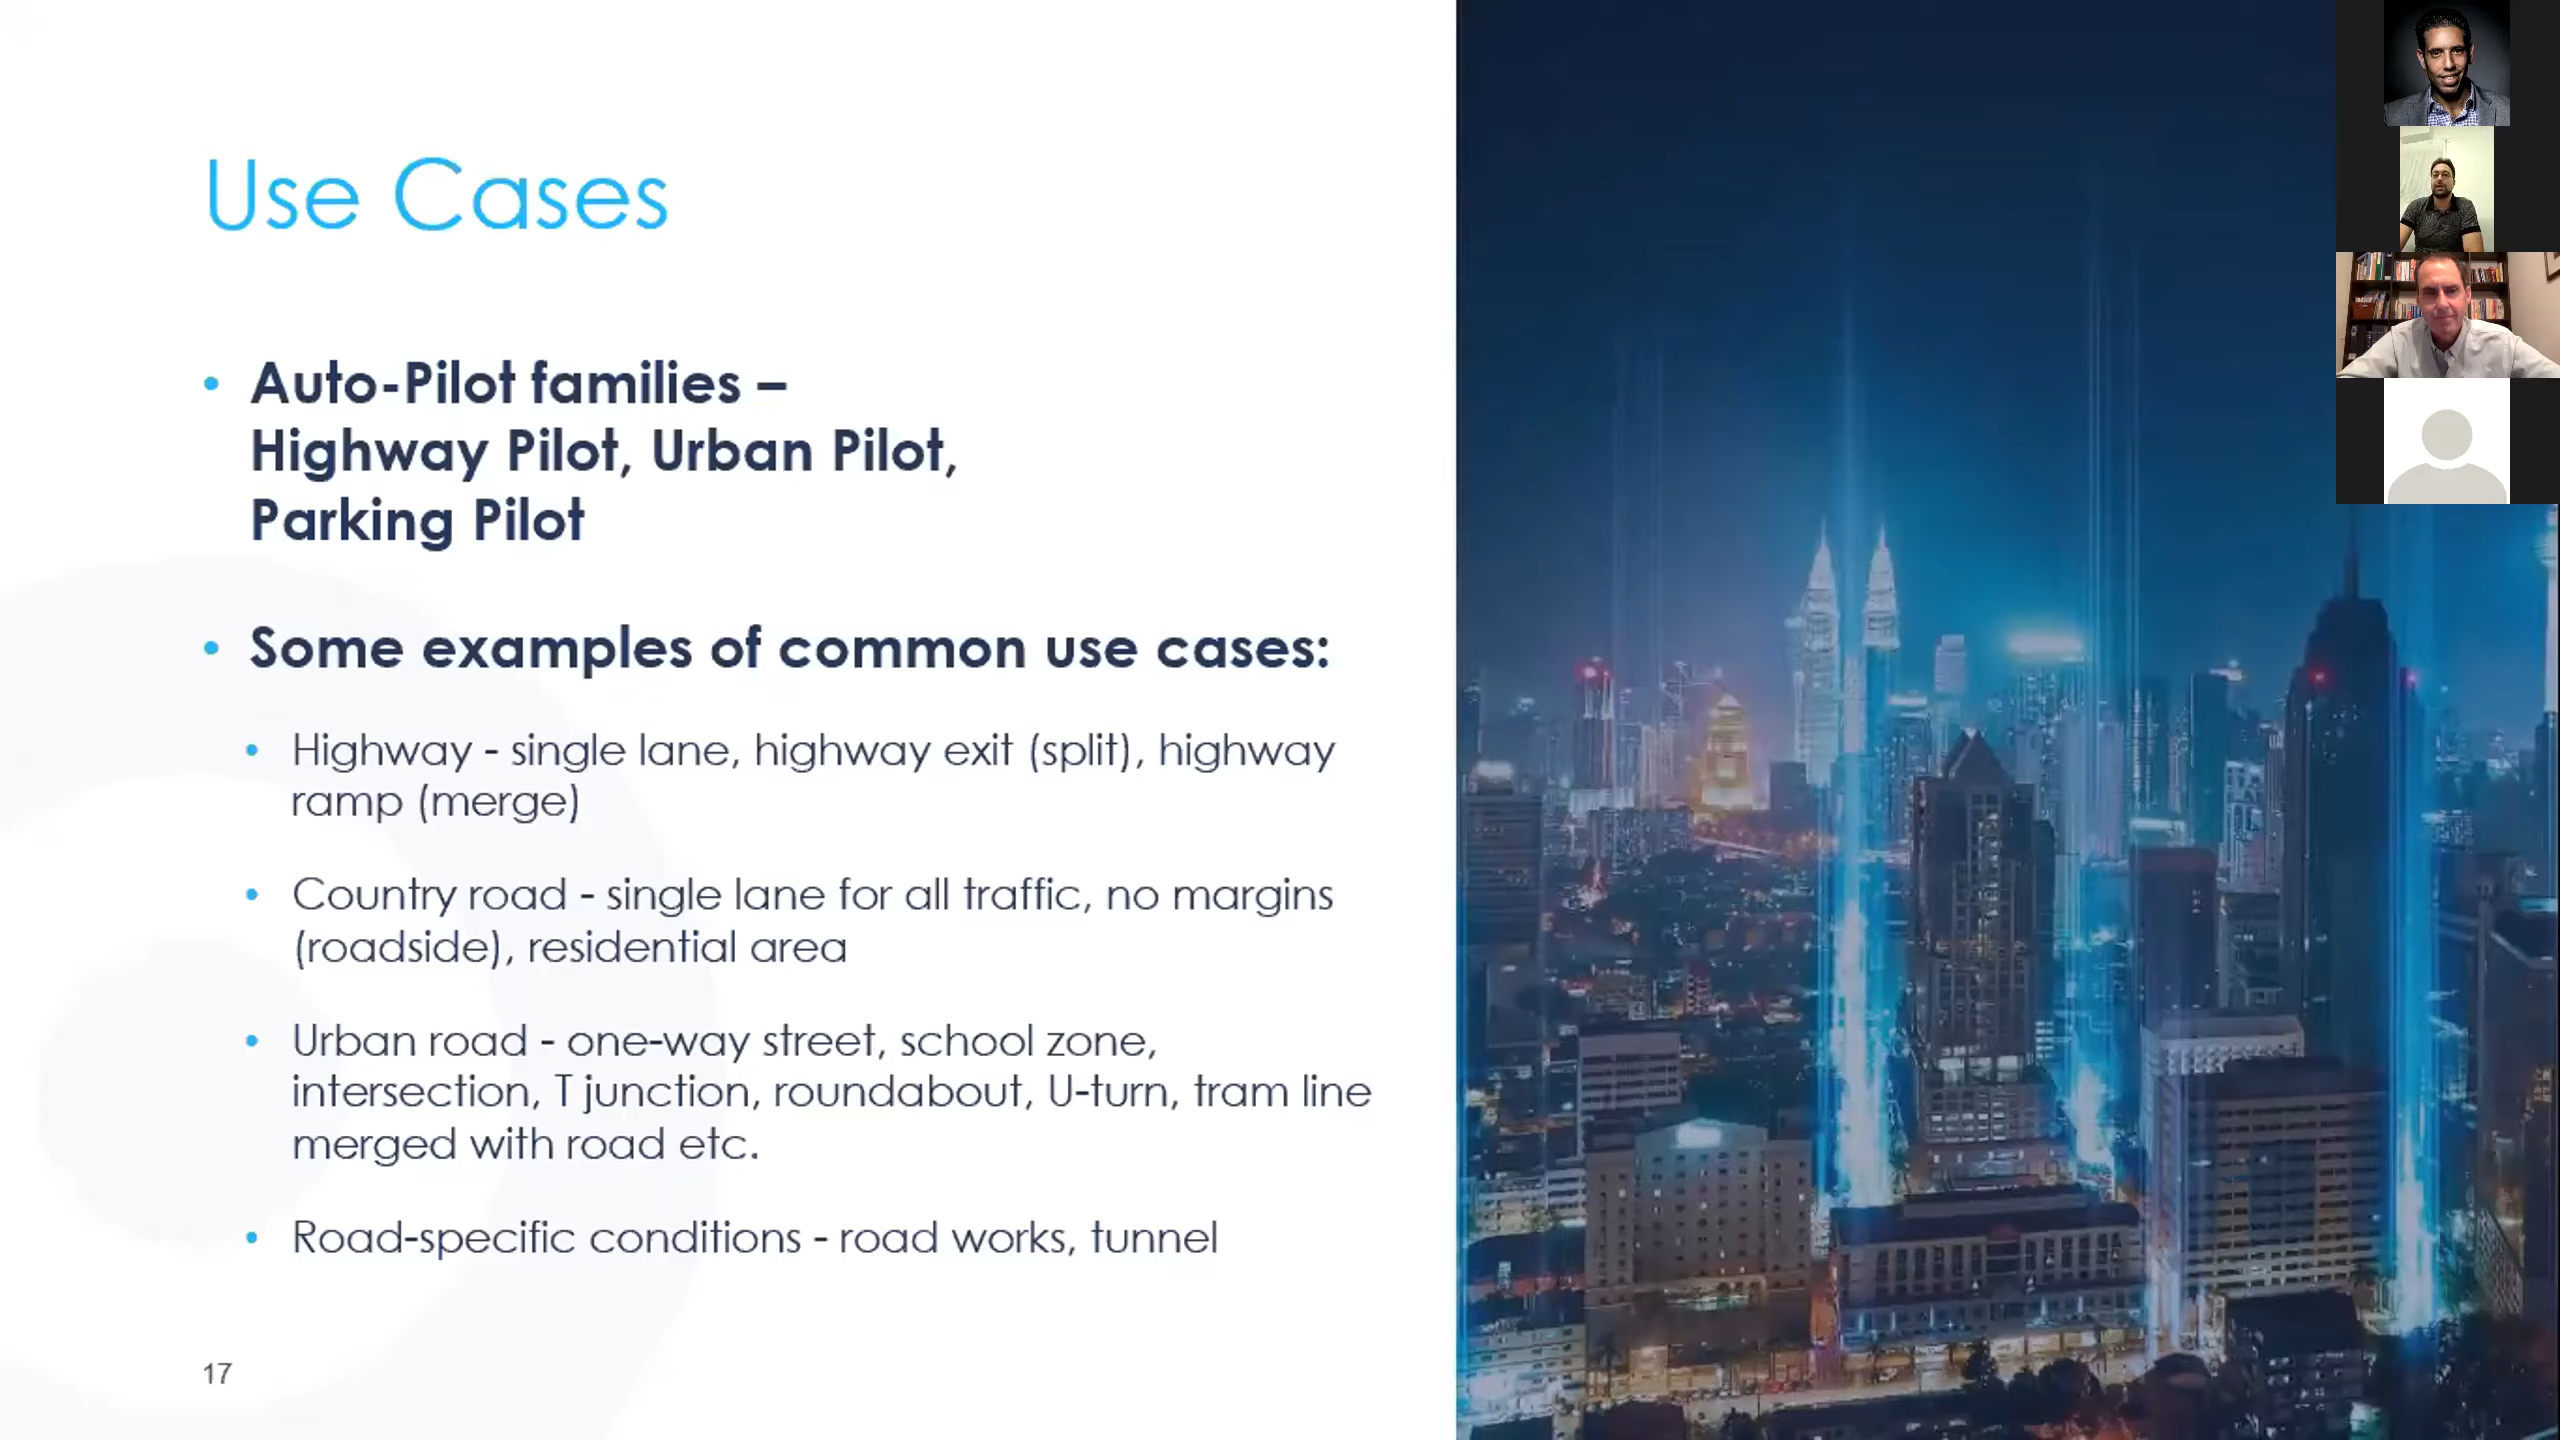 Use Cases
• Auto-Pilot families –
Highway Pilot, Urban Pilot,
Parking Pilot
• Some examples of common use cases:
• Highway - single lane, highway exit (split), highway
ramp (merge)
• Country road - single lane for all traffic, no margins
(roadside), residential area
• Urban road - one-way street, school zone,
intersection, T junction, roundabout, U-turn, tram line
merged with road etc.
• Road-specific conditions - road works, tunnel
17